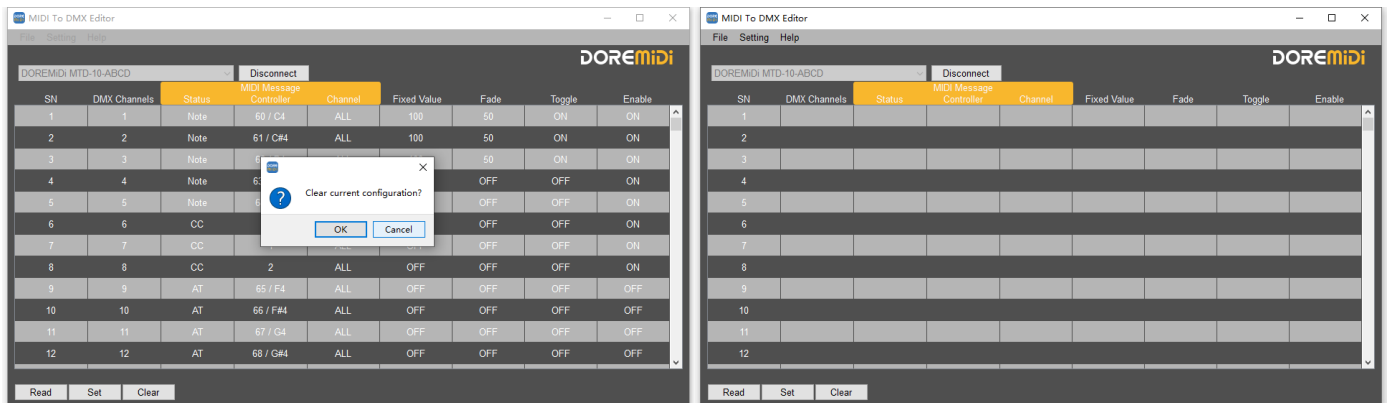 MIDI To DMX Editor
File Setting Help
DOREMiDi
DOREMiDi MTD-10-ABCD Disconnect
MIDI Message
SN DMX Channels Status Controller Channel Fixed Value Fade Toggle Enable
1 1 Note 60 / C4 ALL 100 50 ON ON
2 2 Note 61 / C#4 ALL 100 50 ON ON
3 3 Note 50 ON ON
4 4 Note OFF OFF ON
5 5 Note OFF OFF ON
6 6 CC OFF OFF ON
7 7 CC OFF OFF ON
8 8 CC 2 ALL OFF OFF OFF ON
9 9 AT 65 / F4 ALL OFF OFF OFF OFF
10 10 AT 66 / F#4 ALL OFF OFF OFF OFF
11 11 AT 67 / G4 ALL OFF OFF OFF OFF
12 12 AT 68 / G#4 ALL OFF OFF OFF OFF
Clear current configuration?
OK Cancel
Read Set Clear
MIDI To DMX Editor
File Setting Help
DOREMiDi
DOREMiDi MTD-10-ABCD Disconnect
MIDI Message
SN DMX Channels Status Controller Channel Fixed Value Fade Toggle Enable
1
2
3
4
5
6
7
8
9
10
11
12
Read Set Clear